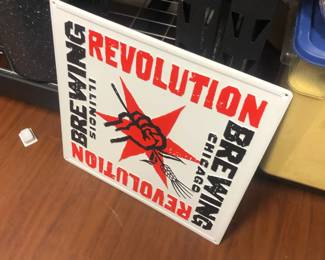 REVOLUTION
BREWING
CHICAGO
REVOLUTION
BREWING
ILLINOIS